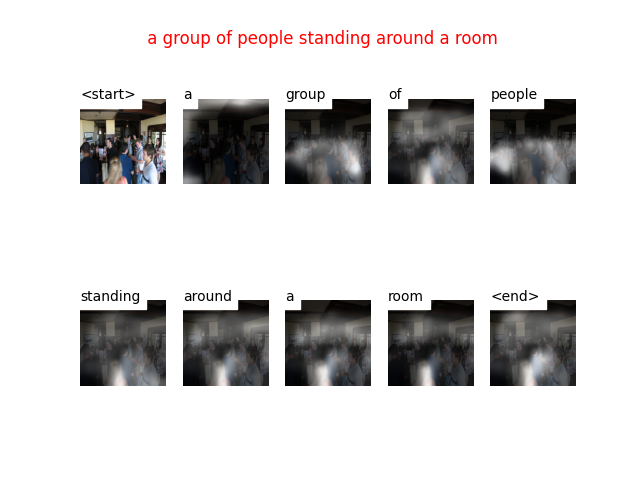 a group of people standing around a room
<start> a group of people
standing around a room <end>